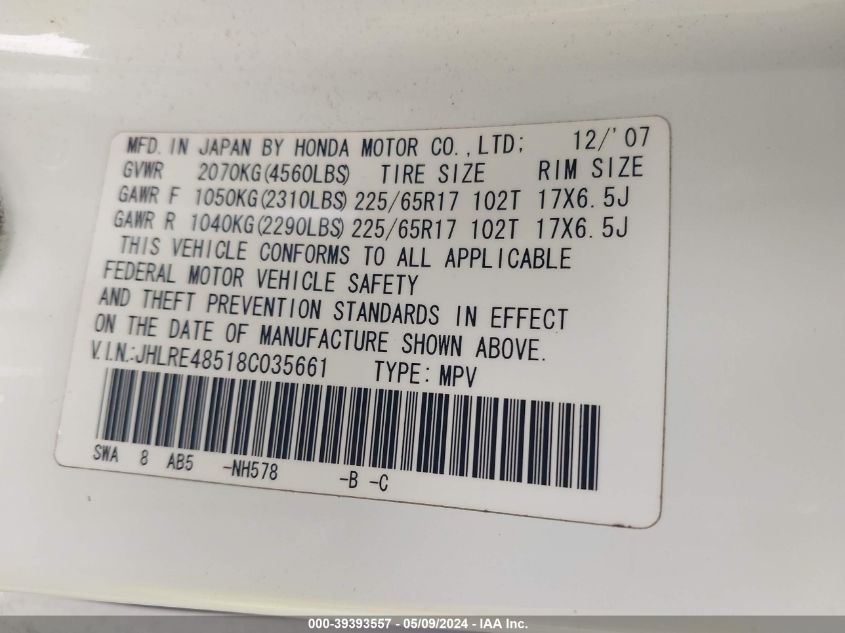 MFD. IN JAPAN BY HONDA MOTOR CO., LTD; 12/'07
GVWR 2070KG(4560LBS) TIRE SIZE RIM SIZE
GAWR F 1050KG(2310LBS) 225/65R17 102T 17X6.5J
GAWR R 1040KG(2290LBS) 225/65R17 102T 17X6.5J
THIS VEHICLE CONFORMS TO ALL APPLICABLE
FEDERAL MOTOR VEHICLE SAFETY
AND THEFT PREVENTION STANDARDS IN EFFECT
ON THE DATE OF MANUFACTURE SHOWN ABOVE.
V.I.N.:JHLRE48518C035661 TYPE: MPV
SWA 8 AB5 -NH578 -B -C
000-39393557 - 05/09/2024 - IAA Inc.